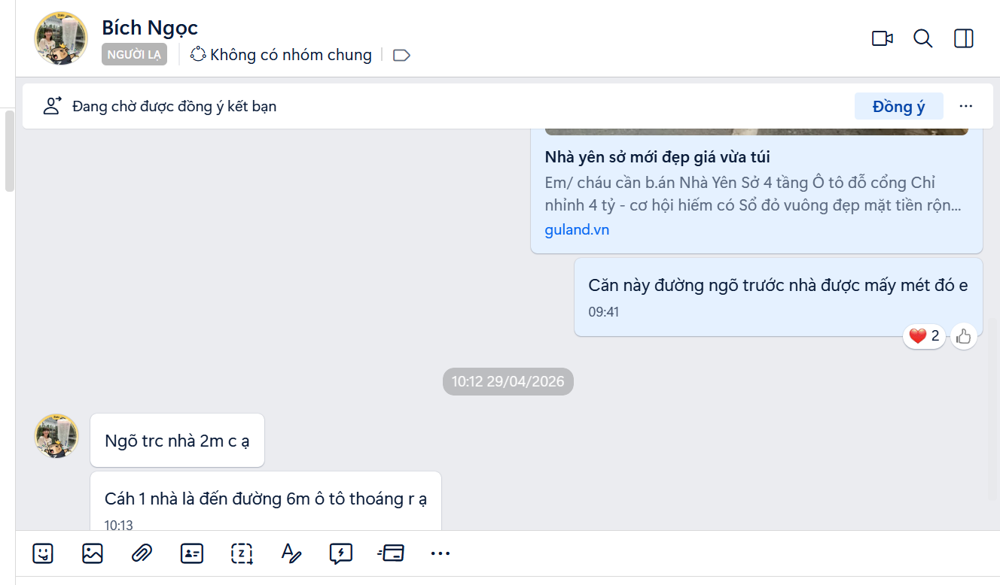 Bích Ngọc
NGƯỜI LẠ
Không có nhóm chung
Đang chờ được đồng ý kết bạn
Đồng ý
Nhà yên sở mới đẹp giá vừa túi
Em/ cháu cần b.án Nhà Yên Sở 4 tầng Ô tô đỗ cổng Chỉ
nhỉnh 4 tỷ - cơ hội hiếm có Sổ đỏ vuông đẹp mặt tiền rộn...
guland.vn
Căn này đường ngõ trước nhà được mấy mét đó e
09:41
2
10:12 29/04/2026
Ngõ trc nhà 2m c ạ
Cáh 1 nhà là đến đường 6m ô tô thoáng r ạ
10:13